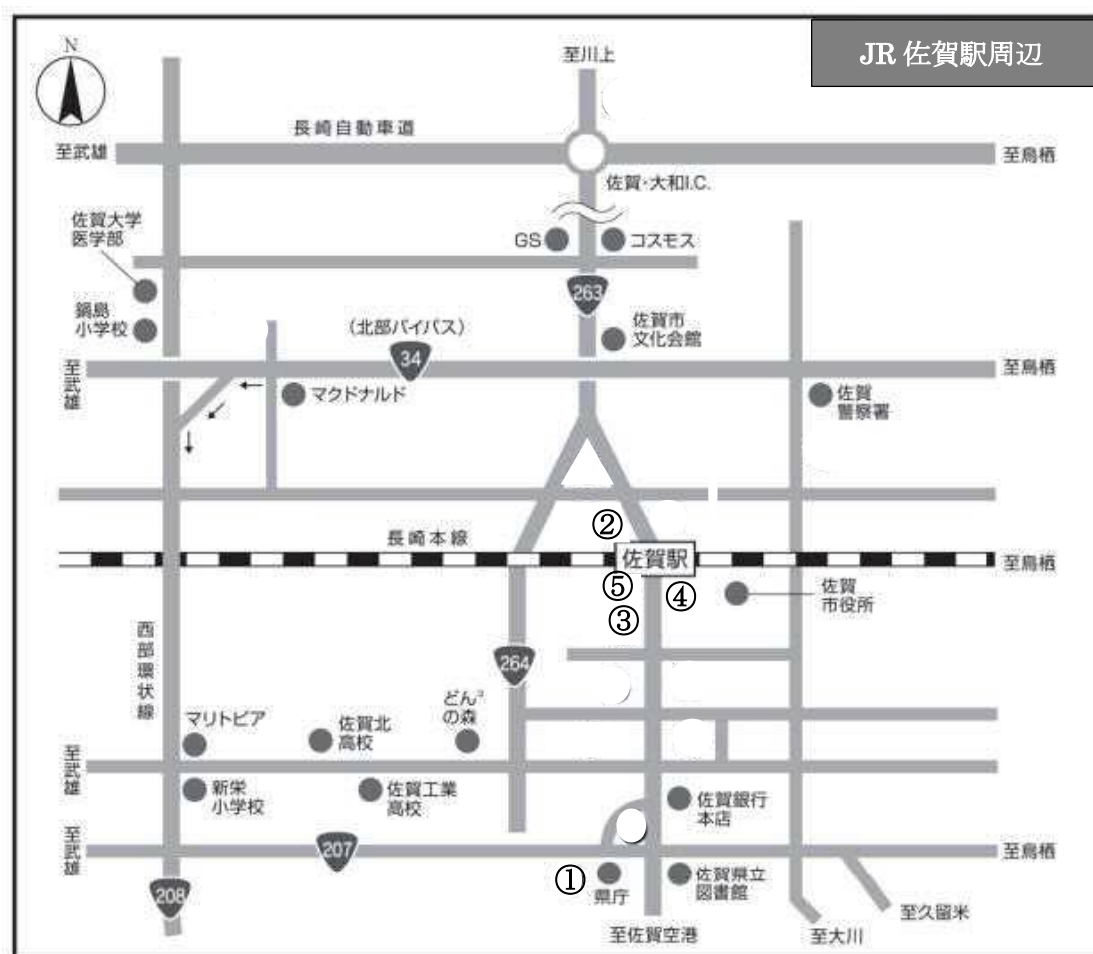 JR 佐賀駅周辺
N
至川上
長崎自動車道
至武雄
至鳥栖
佐賀・大和I.C.
佐賀大学
医学部
GS
コスモス
263
鍋島
小学校
(北部バイパス)
佐賀市
文化会館
34
至武雄
至鳥栖
マクドナルド
佐賀
警察署
②
長崎本線
佐賀駅
至鳥栖
⑤
④
佐賀
市役所
③
西部環状線
264
マリトピア
佐賀北
高校
どん³
の森
至武雄
新栄
小学校
佐賀工業
高校
佐賀銀行
本店
至武雄
207
至鳥栖
①
県庁
佐賀県立
図書館
208
至久留米
至佐賀空港
至大川